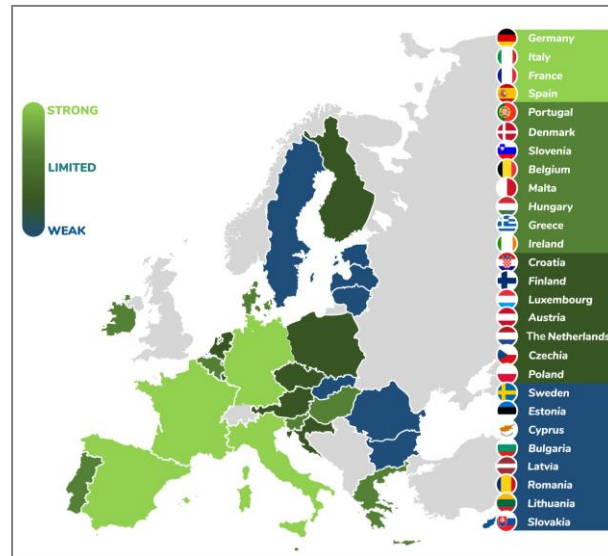 STRONG
LIMITED
WEAK
Germany
Italy
France
Spain
Portugal
Denmark
Slovenia
Belgium
Malta
Hungary
Greece
Ireland
Croatia
Finland
Luxembourg
Austria
The Netherlands
Czechia
Poland
Sweden
Estonia
Cyprus
Bulgaria
Latvia
Romania
Lithuania
Slovakia